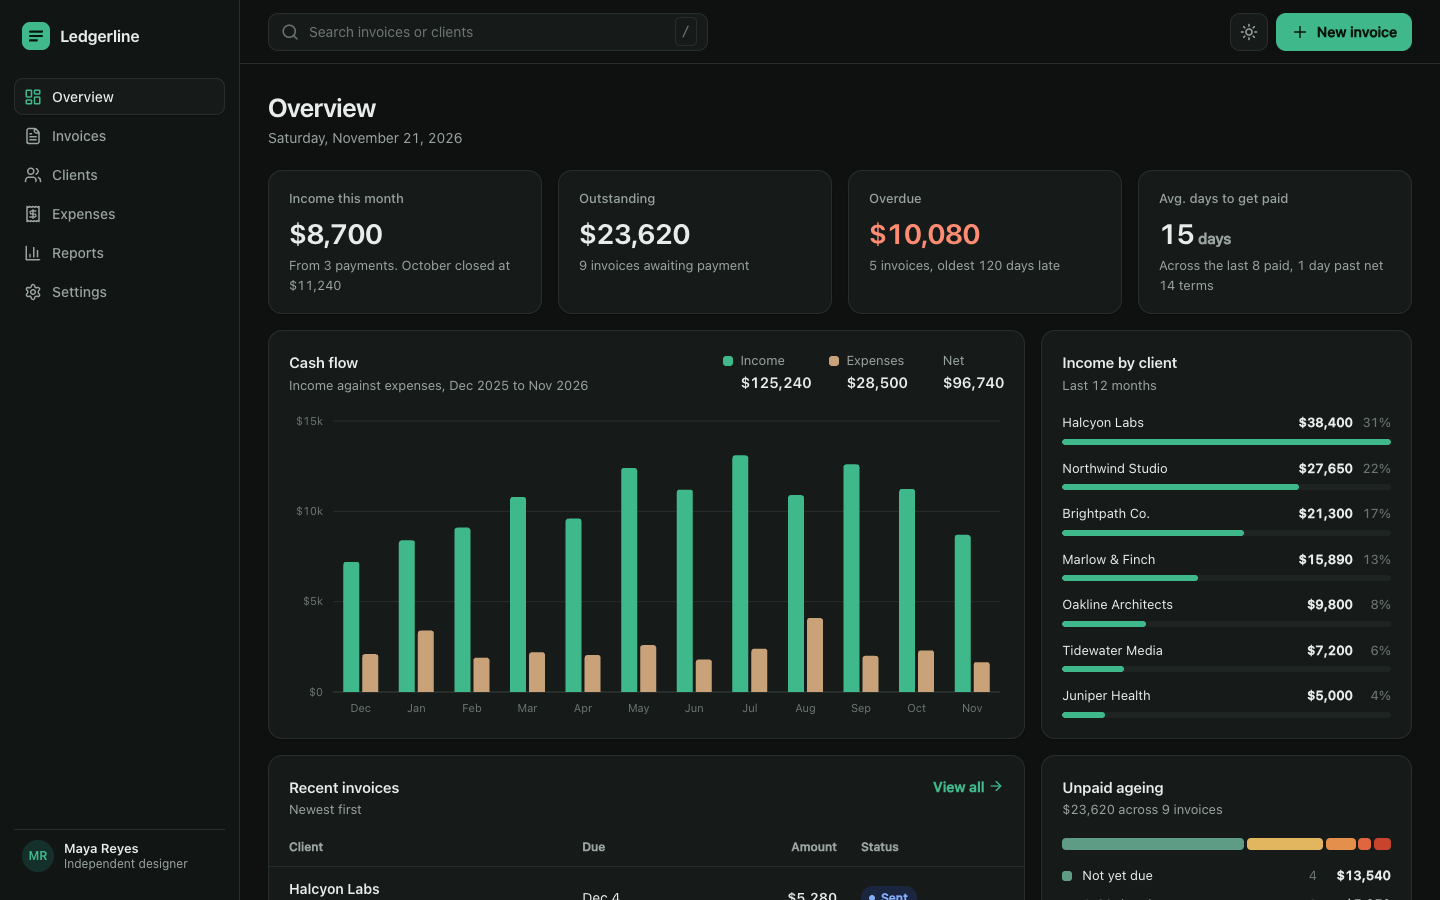 Ledgerline
Search invoices or clients
/
New invoice
Overview
Invoices
Clients
Expenses
Reports
Settings
MR
Maya Reyes
Independent designer
Overview
Saturday, November 21, 2026
Income this month
$8,700
From 3 payments. October closed at
$11,240
Outstanding
$23,620
9 invoices awaiting payment
Overdue
$10,080
5 invoices, oldest 120 days late
Avg. days to get paid
15 days
Across the last 8 paid, 1 day past net
14 terms
Cash flow
Income against expenses, Dec 2025 to Nov 2026
Income
$125,240
Expenses
$28,500
Net
$96,740
$15k
$10k
$5k
$0
Dec Jan Feb Mar Apr May Jun Jul Aug Sep Oct Nov
Income by client
Last 12 months
Halcyon Labs $38,400 31%
Northwind Studio $27,650 22%
Brightpath Co. $21,300 17%
Marlow & Finch $15,890 13%
Oakline Architects $9,800 8%
Tidewater Media $7,200 6%
Juniper Health $5,000 4%
Recent invoices
Newest first
View all
Client Due Amount Status
Halcyon Labs
Dec 4 $5,280 Sent
Unpaid ageing
$23,620 across 9 invoices
Not yet due 4 $13,540